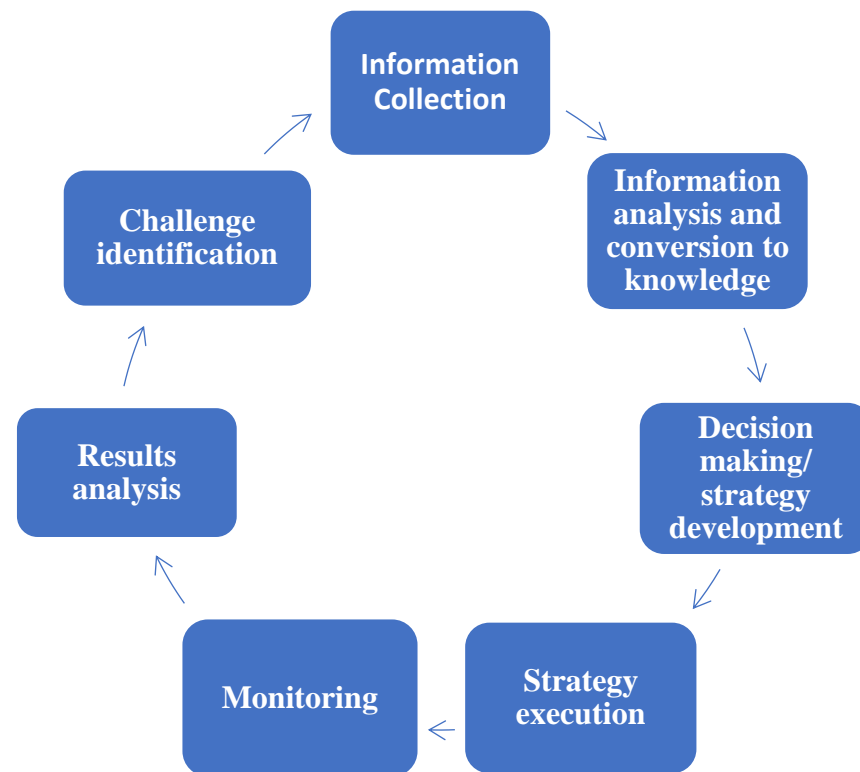 Information
Collection
Information
analysis and
conversion to
knowledge
Decision
making/
strategy
development
Strategy
execution
Monitoring
Results
analysis
Challenge
identification